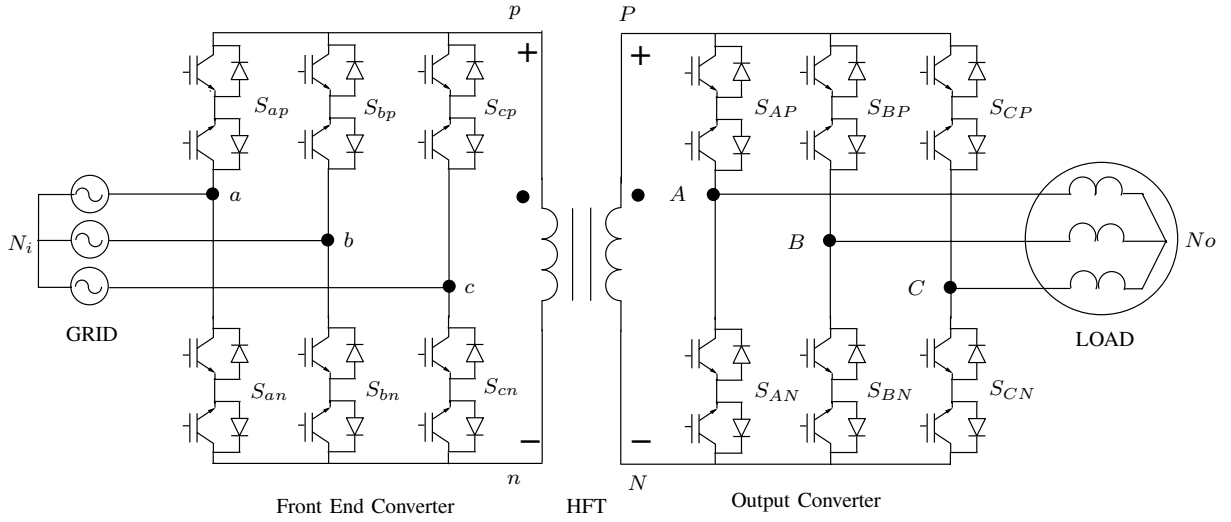 p P
+ +
S_{ap} S_{bp} S_{cp} S_{AP} S_{BP} S_{CP}
a A
N_i b B No
c C
GRID LOAD
S_{an} S_{bn} S_{cn} S_{AN} S_{BN} S_{CN}
− −
n N
Front End Converter HFT Output Converter